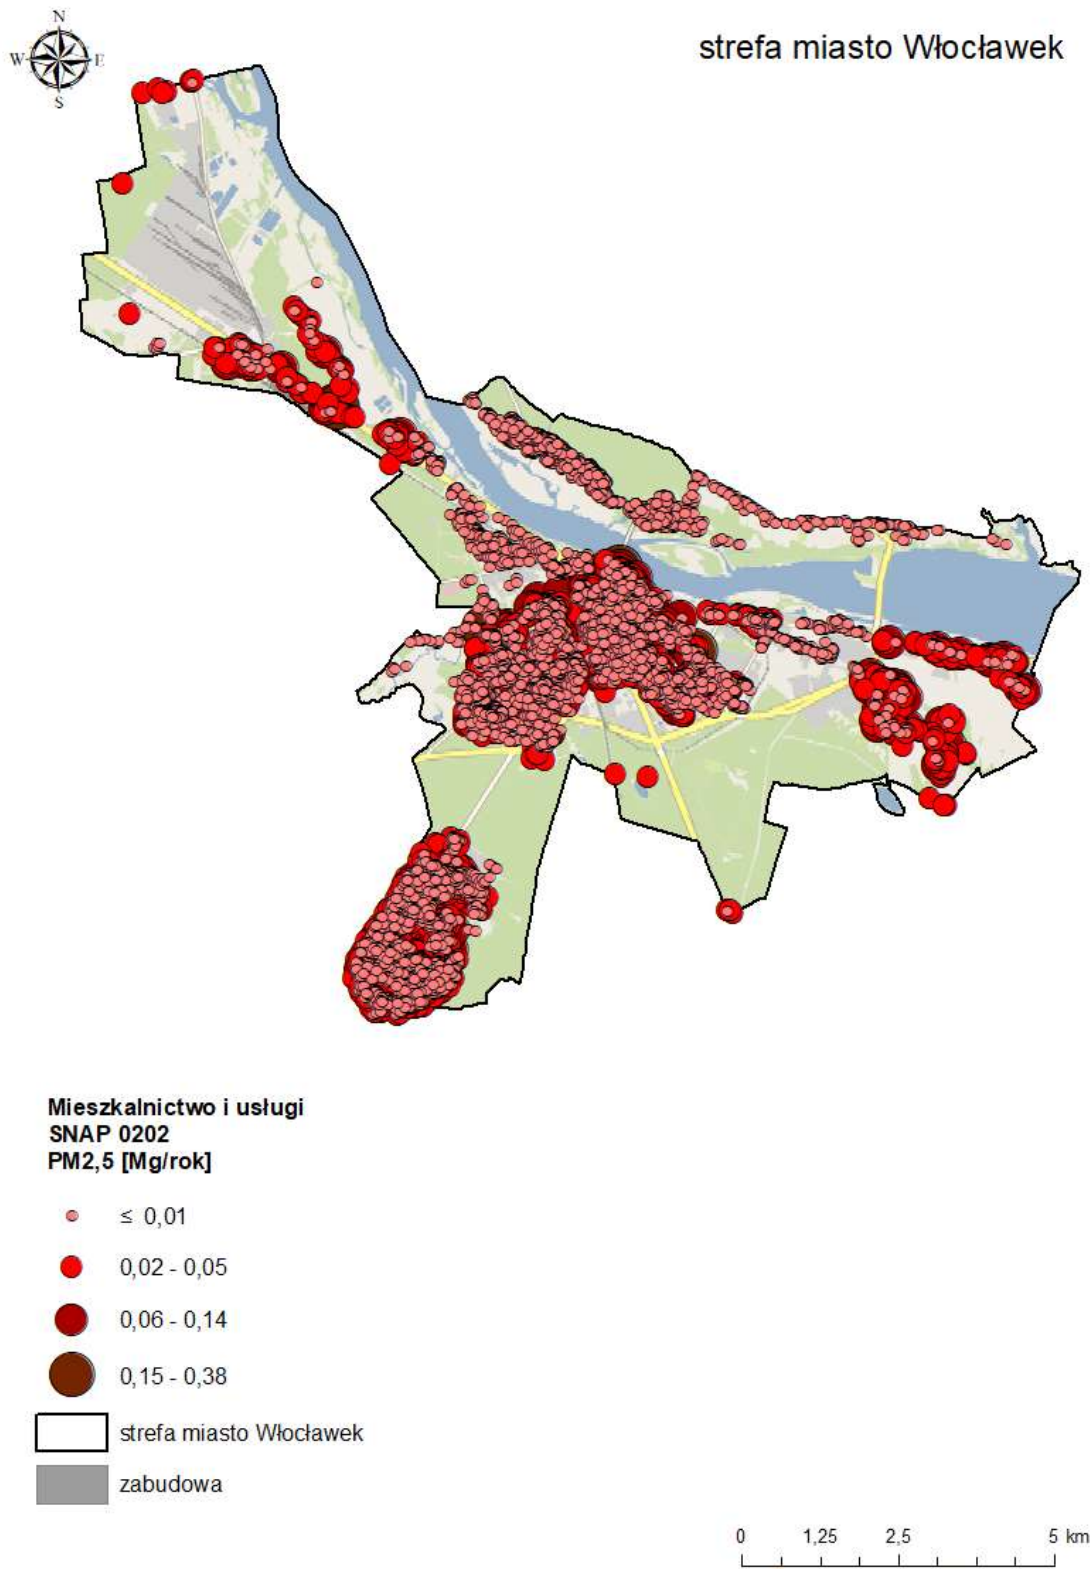 N
W E
S
strefa miasto Włocławek
Mieszkalnictwo i usługi
SNAP 0202
PM2,5 [Mg/rok]
≤ 0,01
0,02 - 0,05
0,06 - 0,14
0,15 - 0,38
strefa miasto Włocławek
zabudowa
0 1,25 2,5 5 km